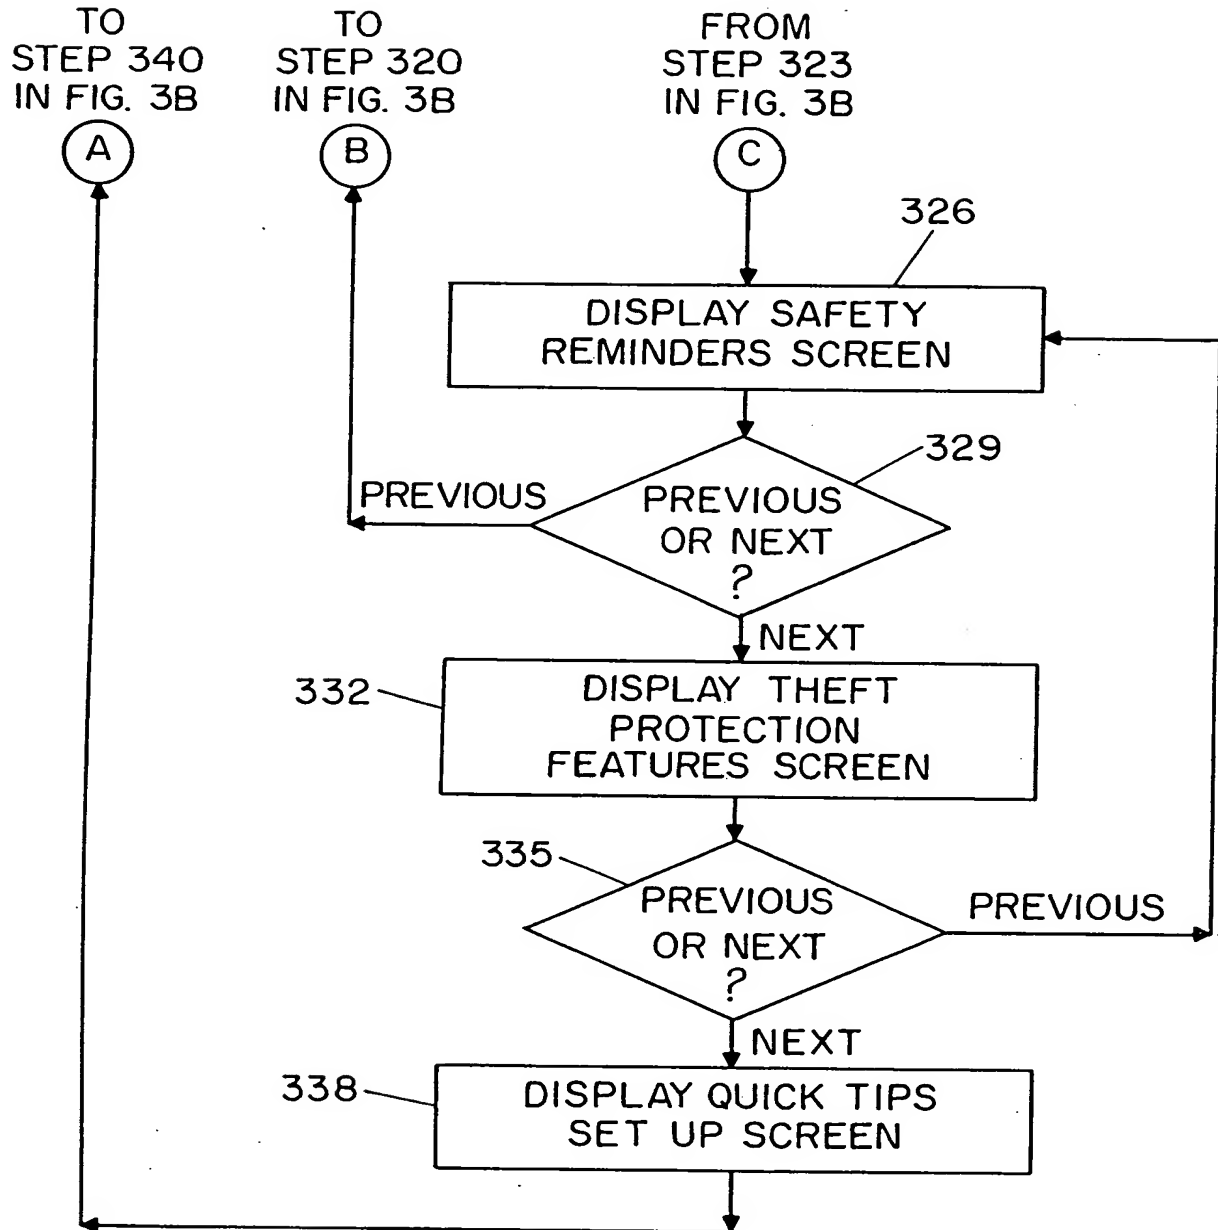 TO
STEP 340
IN FIG. 3B
A
TO
STEP 320
IN FIG. 3B
B
FROM
STEP 323
IN FIG. 3B
C
326
DISPLAY SAFETY
REMINDERS SCREEN
329
PREVIOUS
PREVIOUS
OR NEXT
?
NEXT
332
DISPLAY THEFT
PROTECTION
FEATURES SCREEN
335
PREVIOUS
OR NEXT
?
PREVIOUS
NEXT
338
DISPLAY QUICK TIPS
SET UP SCREEN